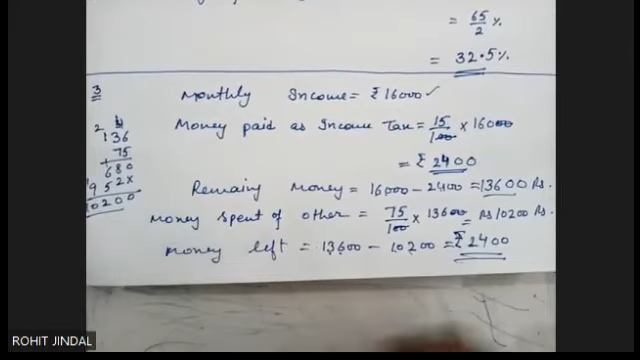 = 65/2 %
= 32.5%
3
Monthly Income = ₹ 16000 ✓
Money paid as Income Tax = 15/100 x 16000
= ₹ 2400
Remaining Money = 16000 - 2400 = 13600 Rs.
Money spent of other = 75/100 x 13600 = Rs 10200 Rs.
Money left = 13600 - 10200 = ₹ 2400
2
136
75
680
952x
10200
ROHIT JINDAL